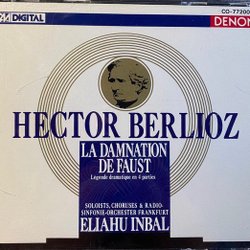 DIGITAL
DENON
CO-77200
HECTOR BERLIOZ
LA DAMNATION
DE FAUST
Légende dramatique en 4 parties
SOLOISTS, CHORUSES & RADIO-
SINFONIE-ORCHESTER FRANKFURT
ELIAHU INBAL